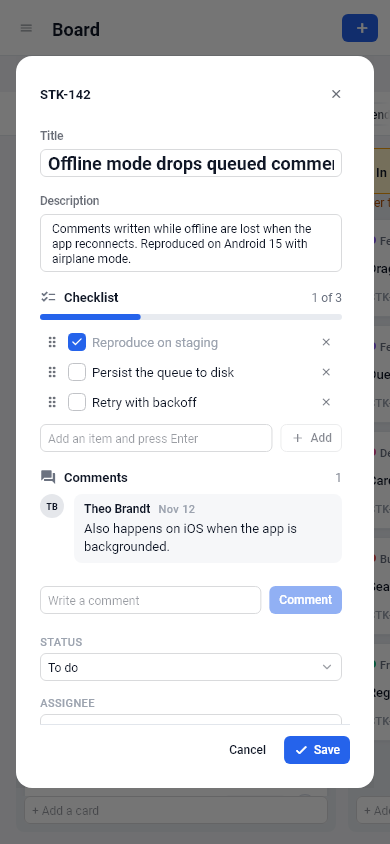 Board
STK-142
Title
Offline mode drops queued commen
Description
Comments written while offline are lost when the
app reconnects. Reproduced on Android 15 with
airplane mode.
Checklist
1 of 3
Reproduce on staging
Persist the queue to disk
Retry with backoff
Add an item and press Enter
Add
Comments
1
TB
Theo Brandt Nov 12
Also happens on iOS when the app is
backgrounded.
Write a comment
Comment
STATUS
To do
ASSIGNEE
Cancel
Save
+ Add a card
In